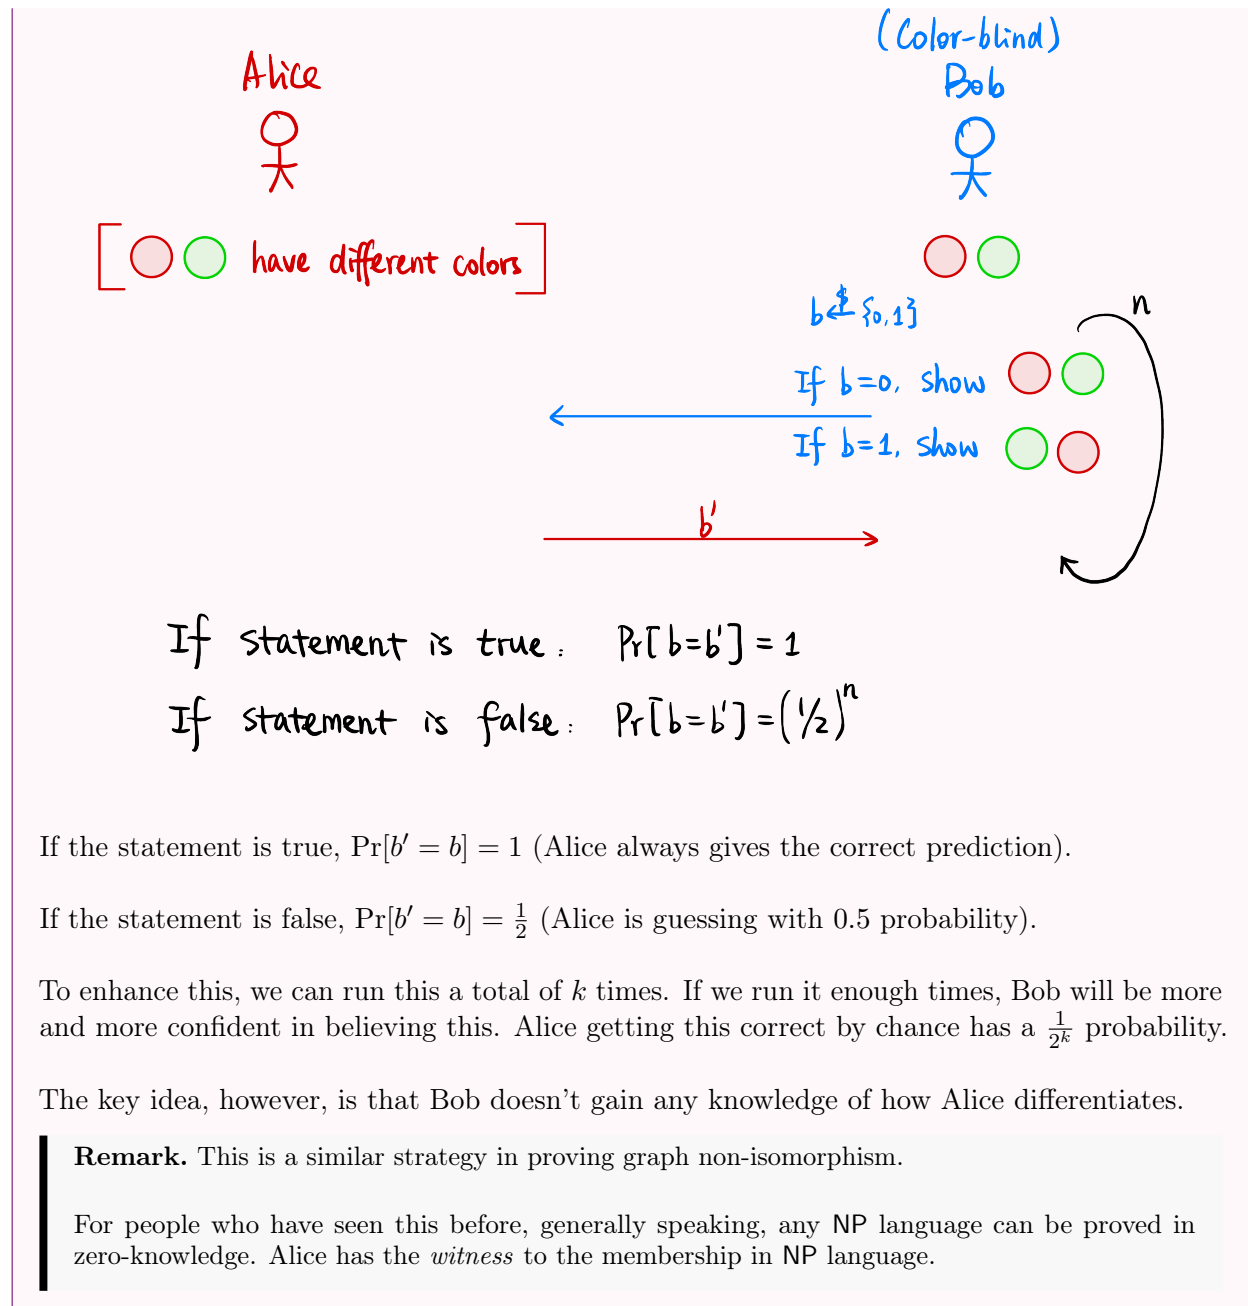 (Color-blind)
Alice
Bob
[ have different colors ]
b ←$ {0,1}
n
If b=0, show
If b=1, show
b'
If statement is true: Pr[b=b'] = 1
If statement is false: Pr[b=b'] = (1/2)^n
If the statement is true, Pr[b′ = b] = 1 (Alice always gives the correct prediction).
If the statement is false, Pr[b′ = b] = 1/2 (Alice is guessing with 0.5 probability).
To enhance this, we can run this a total of k times. If we run it enough times, Bob will be more
and more confident in believing this. Alice getting this correct by chance has a 1/2^k probability.
The key idea, however, is that Bob doesn't gain any knowledge of how Alice differentiates.
Remark. This is a similar strategy in proving graph non-isomorphism.
For people who have seen this before, generally speaking, any NP language can be proved in
zero-knowledge. Alice has the witness to the membership in NP language.